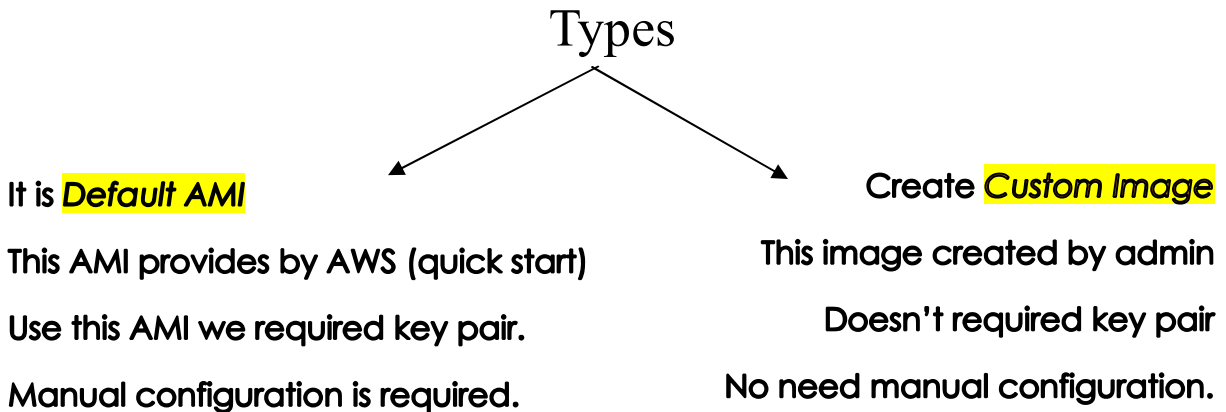 Types
It is Default AMI
This AMI provides by AWS (quick start)
Use this AMI we required key pair.
Manual configuration is required.
Create Custom Image
This image created by admin
Doesn’t required key pair
No need manual configuration.